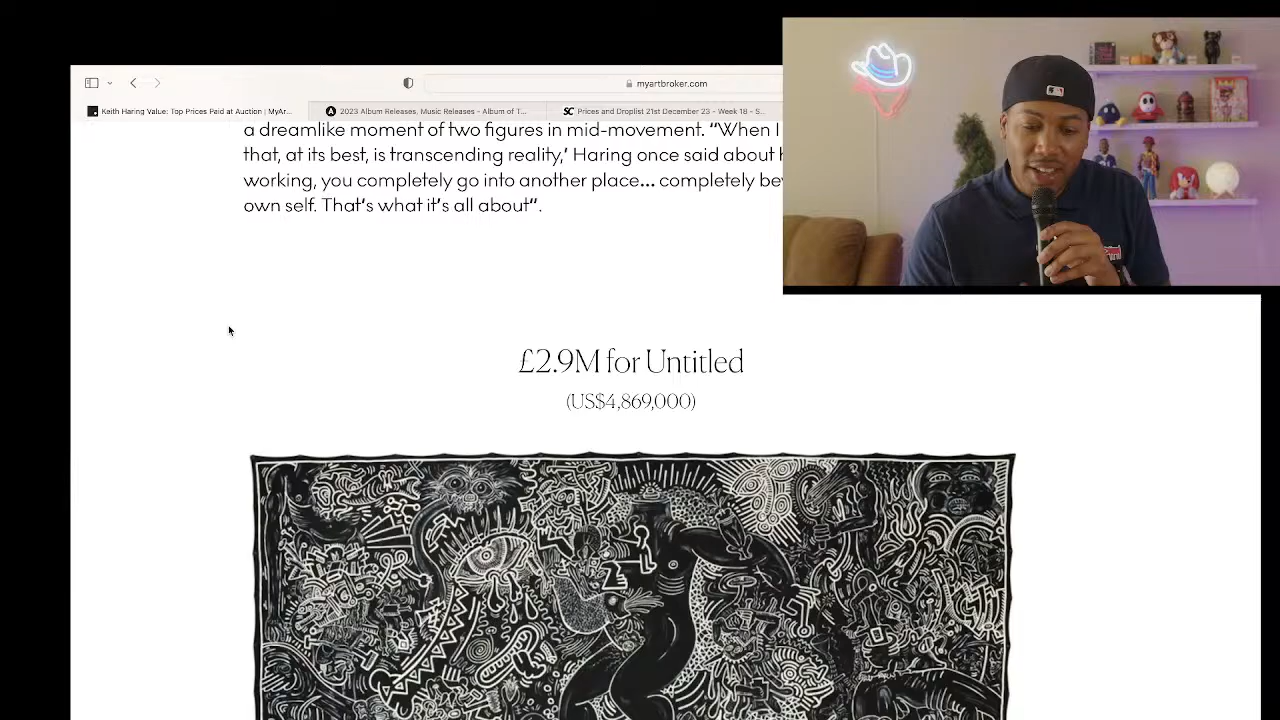 myartbroker.com
Keith Haring Value: Top Prices Paid at Auction | MyAr...
2023 Album Releases, Music Releases - Album of T...
Prices and Droplist 21st December 23 - Week 18 - S...
a dreamlike moment of two figures in mid-movement. "When I
that, at its best, is transcending reality,' Haring once said about
working, you completely go into another place... completely
own self. That's what it's all about".
£2.9M for Untitled
(US$4,869,000)